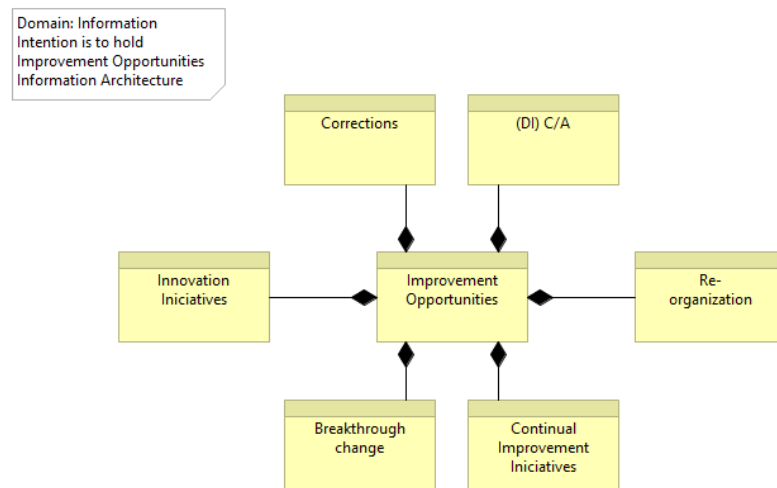 Domain: Information
Intention is to hold
Improvement Opportunities
Information Architecture
Corrections
(DI) C/A
Innovation
Iniciatives
Improvement
Opportunities
Re-
organization
Breakthrough
change
Continual
Improvement
Iniciatives